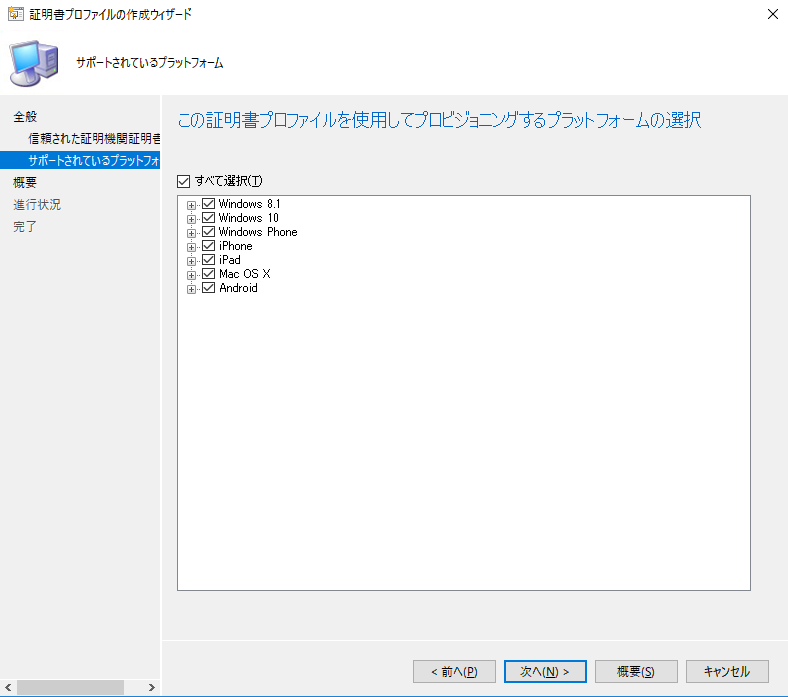 証明書プロファイルの作成ウィザード
サポートされているプラットフォーム
全般
信頼された証明機関証明書
サポートされているプラットフォ
概要
進行状況
完了
この証明書プロファイルを使用してプロビジョニングするプラットフォームの選択
すべて選択(T)
Windows 8.1
Windows 10
Windows Phone
iPhone
iPad
Mac OS X
Android
< 前へ(P)
次へ(N) >
概要(S)
キャンセル